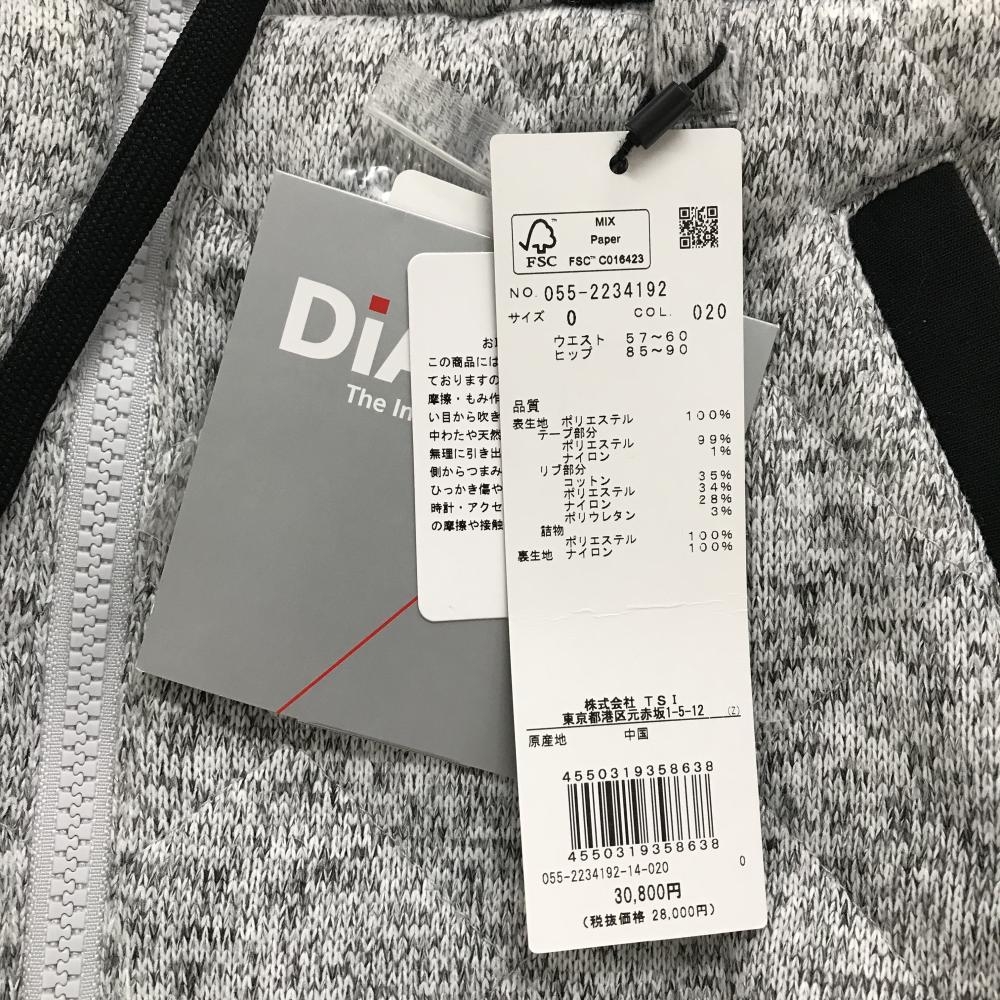 MIX
Paper
FSC™ C016423
FSC
NO. 055-2234192
サイズ 0 COL. 020
ウエスト 57～60
ヒップ 85～90
品質
表生地 ポリエステル 100%
テープ部分
ポリエステル 99%
ナイロン 1%
リブ部分
コットン 35%
ポリエステル 34%
ナイロン 28%
ポリウレタン 3%
詰物
ポリエステル 100%
裏生地 ナイロン 100%
株式会社 TSI
東京都港区元赤坂1-5-12 (Z)
原産地 中国
4550319358638
4550319358638
055-2234192-14-020 0
30,800円
(税抜価格 28,000円)
DiA
The In
お
この商品には
ておりますの
摩擦・もみ作
い目から吹き
中わたや天然
無理に引き出
側からつまみ
ひっかき傷や
時計・アクセ
の摩擦や接触